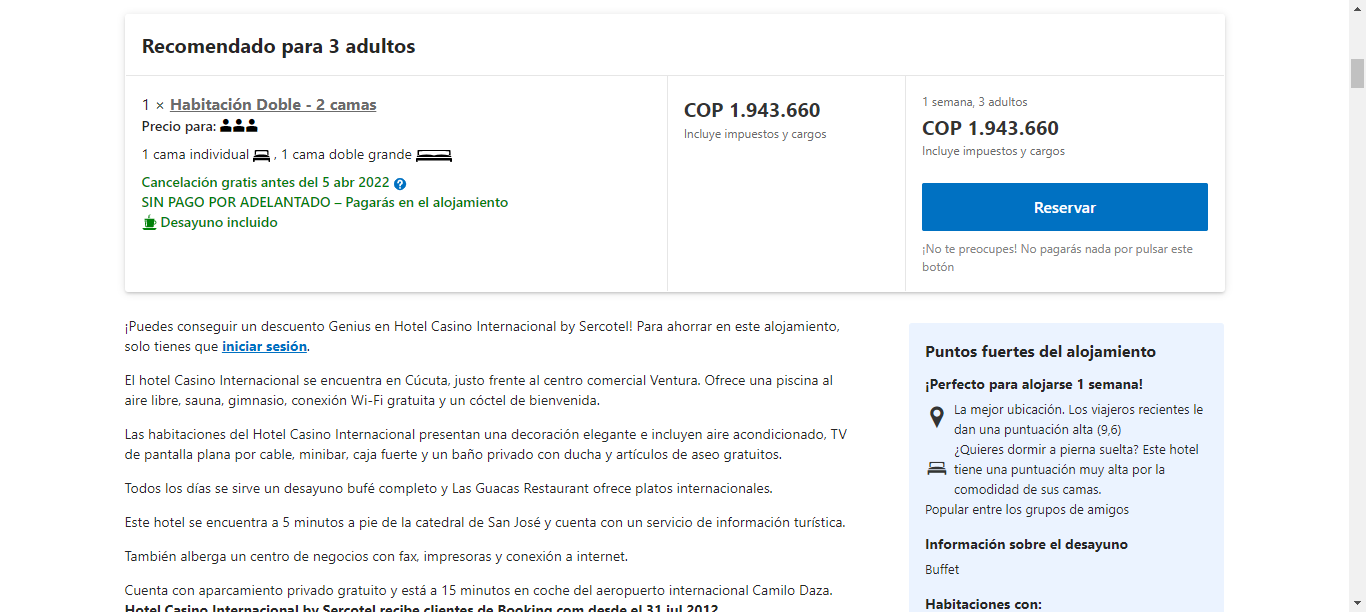 Recomendado para 3 adultos
1 × Habitación Doble - 2 camas
Precio para:
1 cama individual , 1 cama doble grande
Cancelación gratis antes del 5 abr 2022
SIN PAGO POR ADELANTADO – Pagarás en el alojamiento
Desayuno incluido
COP 1.943.660
Incluye impuestos y cargos
1 semana, 3 adultos
COP 1.943.660
Incluye impuestos y cargos
Reservar
¡No te preocupes! No pagarás nada por pulsar este
botón
¡Puedes conseguir un descuento Genius en Hotel Casino Internacional by Sercotel! Para ahorrar en este alojamiento,
solo tienes que iniciar sesión.
El hotel Casino Internacional se encuentra en Cúcuta, justo frente al centro comercial Ventura. Ofrece una piscina al
aire libre, sauna, gimnasio, conexión Wi-Fi gratuita y un cóctel de bienvenida.
Las habitaciones del Hotel Casino Internacional presentan una decoración elegante e incluyen aire acondicionado, TV
de pantalla plana por cable, minibar, caja fuerte y un baño privado con ducha y artículos de aseo gratuitos.
Todos los días se sirve un desayuno bufé completo y Las Guacas Restaurant ofrece platos internacionales.
Este hotel se encuentra a 5 minutos a pie de la catedral de San José y cuenta con un servicio de información turística.
También alberga un centro de negocios con fax, impresoras y conexión a internet.
Cuenta con aparcamiento privado gratuito y está a 15 minutos en coche del aeropuerto internacional Camilo Daza.
Hotel Casino Internacional by Sercotel recibe clientes de Booking.com desde el 31 jul 2012
Puntos fuertes del alojamiento
¡Perfecto para alojarse 1 semana!
La mejor ubicación. Los viajeros recientes le
dan una puntuación alta (9,6)
¿Quieres dormir a pierna suelta? Este hotel
tiene una puntuación muy alta por la
comodidad de sus camas.
Popular entre los grupos de amigos
Información sobre el desayuno
Buffet
Habitaciones con: